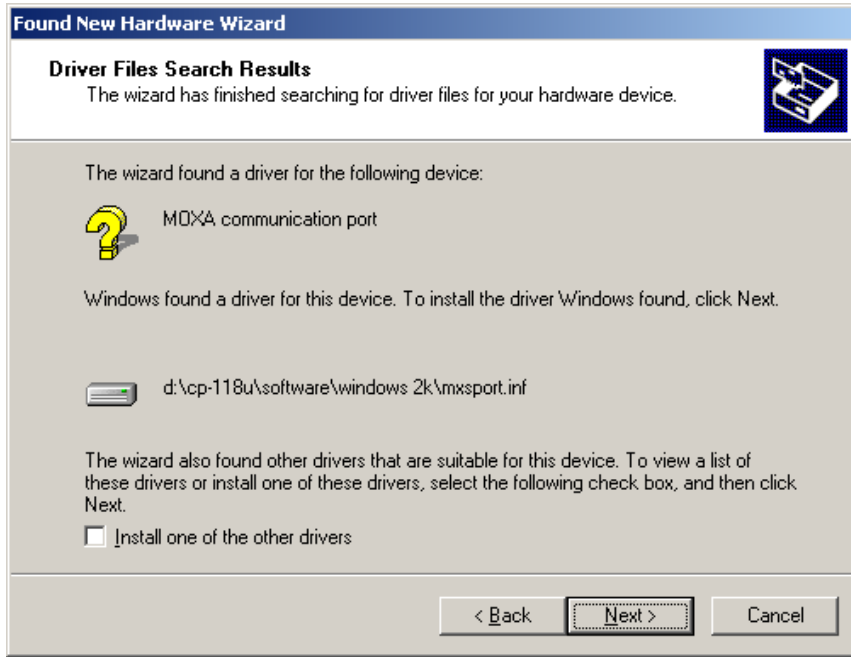 Found New Hardware Wizard
Driver Files Search Results
The wizard has finished searching for driver files for your hardware device.
The wizard found a driver for the following device:
MOXA communication port
Windows found a driver for this device. To install the driver Windows found, click Next.
d:\cp-118u\software\windows 2k\mxsport.inf
The wizard also found other drivers that are suitable for this device. To view a list of
these drivers or install one of these drivers, select the following check box, and then click
Next.
Install one of the other drivers
< Back Next > Cancel